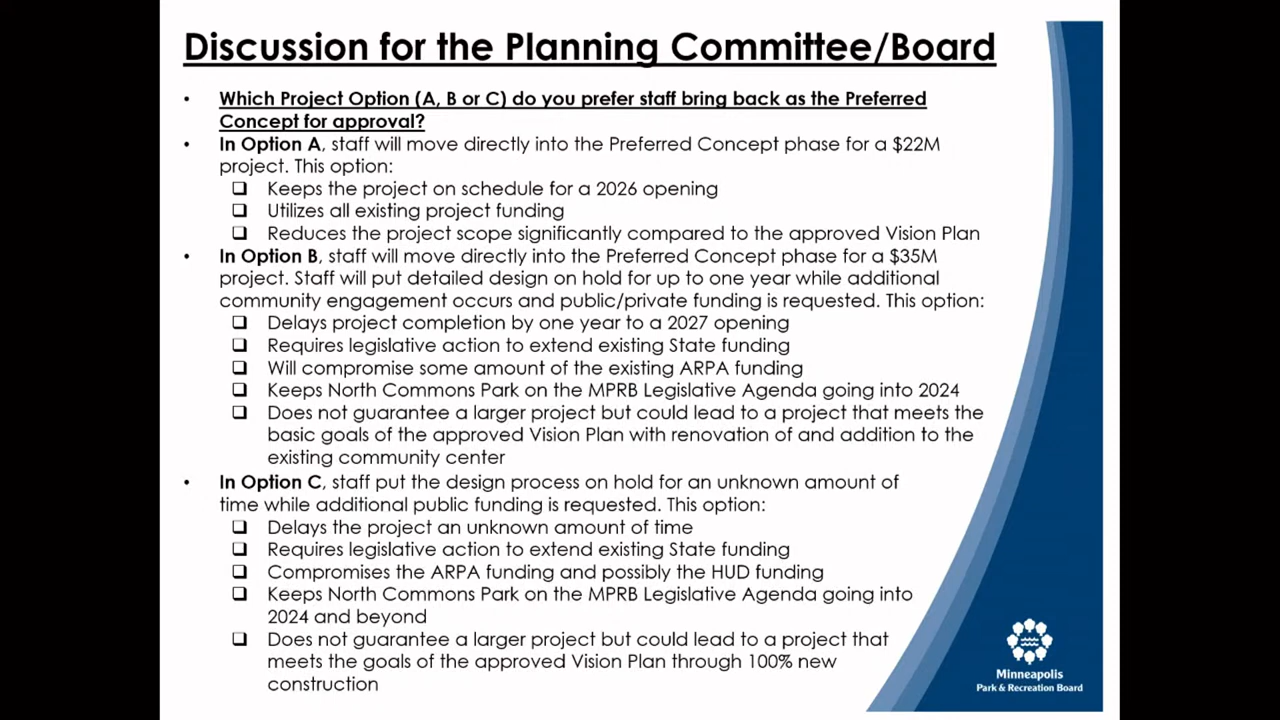 Discussion for the Planning Committee/Board
• Which Project Option (A, B or C) do you prefer staff bring back as the Preferred
Concept for approval?
• In Option A, staff will move directly into the Preferred Concept phase for a $22M
project. This option:
❑ Keeps the project on schedule for a 2026 opening
❑ Utilizes all existing project funding
❑ Reduces the project scope significantly compared to the approved Vision Plan
• In Option B, staff will move directly into the Preferred Concept phase for a $35M
project. Staff will put detailed design on hold for up to one year while additional
community engagement occurs and public/private funding is requested. This option:
❑ Delays project completion by one year to a 2027 opening
❑ Requires legislative action to extend existing State funding
❑ Will compromise some amount of the existing ARPA funding
❑ Keeps North Commons Park on the MPRB Legislative Agenda going into 2024
❑ Does not guarantee a larger project but could lead to a project that meets the
basic goals of the approved Vision Plan with renovation of and addition to the
existing community center
• In Option C, staff put the design process on hold for an unknown amount of
time while additional public funding is requested. This option:
❑ Delays the project an unknown amount of time
❑ Requires legislative action to extend existing State funding
❑ Compromises the ARPA funding and possibly the HUD funding
❑ Keeps North Commons Park on the MPRB Legislative Agenda going into
2024 and beyond
❑ Does not guarantee a larger project but could lead to a project that
meets the goals of the approved Vision Plan through 100% new
construction
Minneapolis
Park & Recreation Board